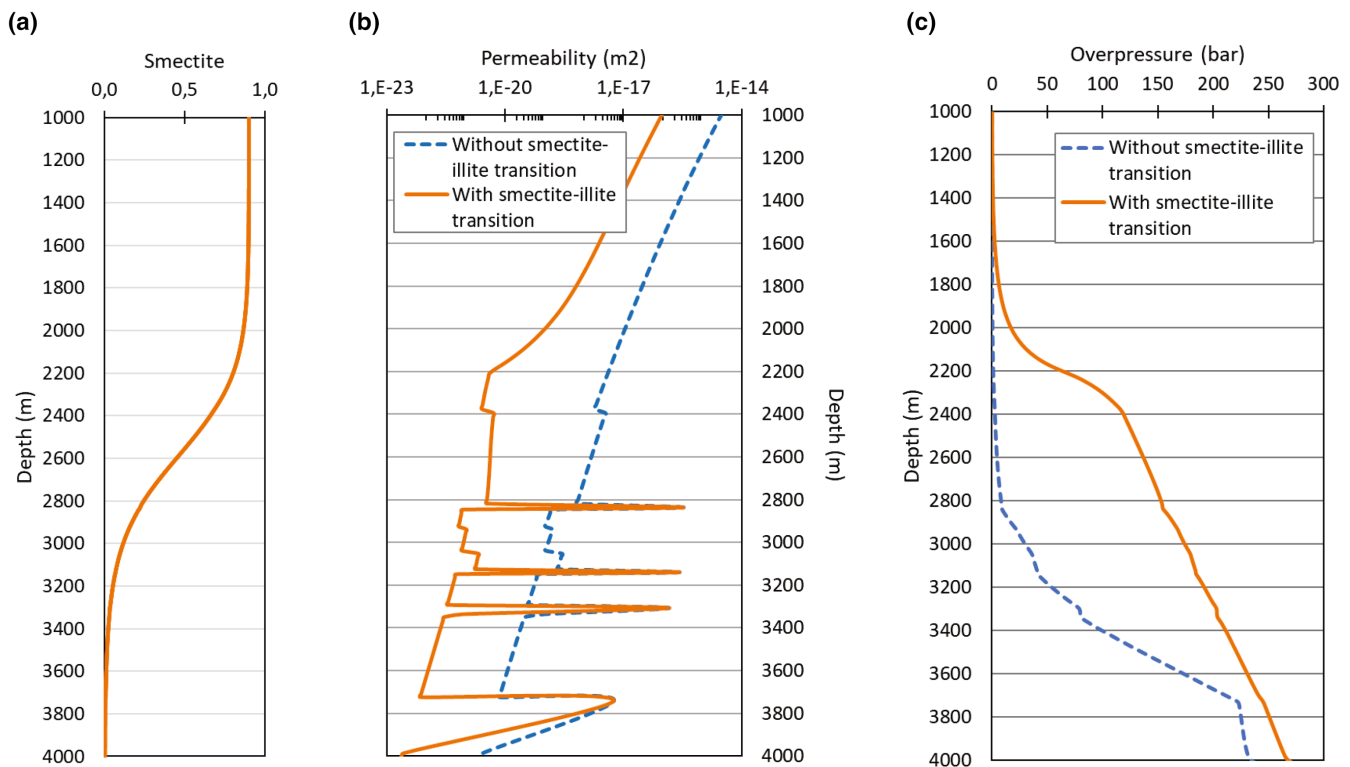 (a)
Smectite
0,0 0,5 1,0
1000
1200
1400
1600
1800
2000
2200
2400
2600
2800
3000
3200
3400
3600
3800
4000
Depth (m)
(b)
Permeability (m2)
1,E-23 1,E-20 1,E-17 1,E-14
Without smectite-
illite transition
With smectite-illite
transition
1000
1200
1400
1600
1800
2000
2200
2400
2600
2800
3000
3200
3400
3600
3800
4000
Depth (m)
(c)
Overpressure (bar)
0 50 100 150 200 250 300
Without smectite-illite
transition
With smectite-illite
transition
1000
1200
1400
1600
1800
2000
2200
2400
2600
2800
3000
3200
3400
3600
3800
4000
Depth (m)